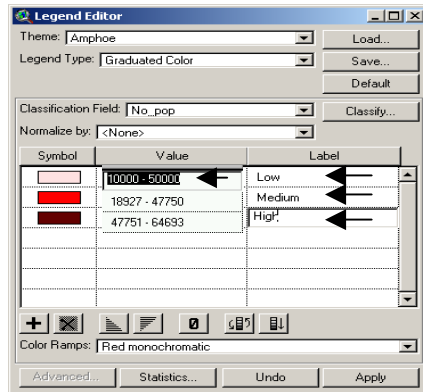 Legend Editor
Theme: Amphoe
Load...
Legend Type: Graduated Color
Save...
Default
Classification Field: No_pop
Classify...
Normalize by: <None>
Symbol Value Label
10000 - 50000 Low
18927 - 47750 Medium
47751 - 64693 High
0
Color Ramps: Red monochromatic
Advanced... Statistics... Undo Apply